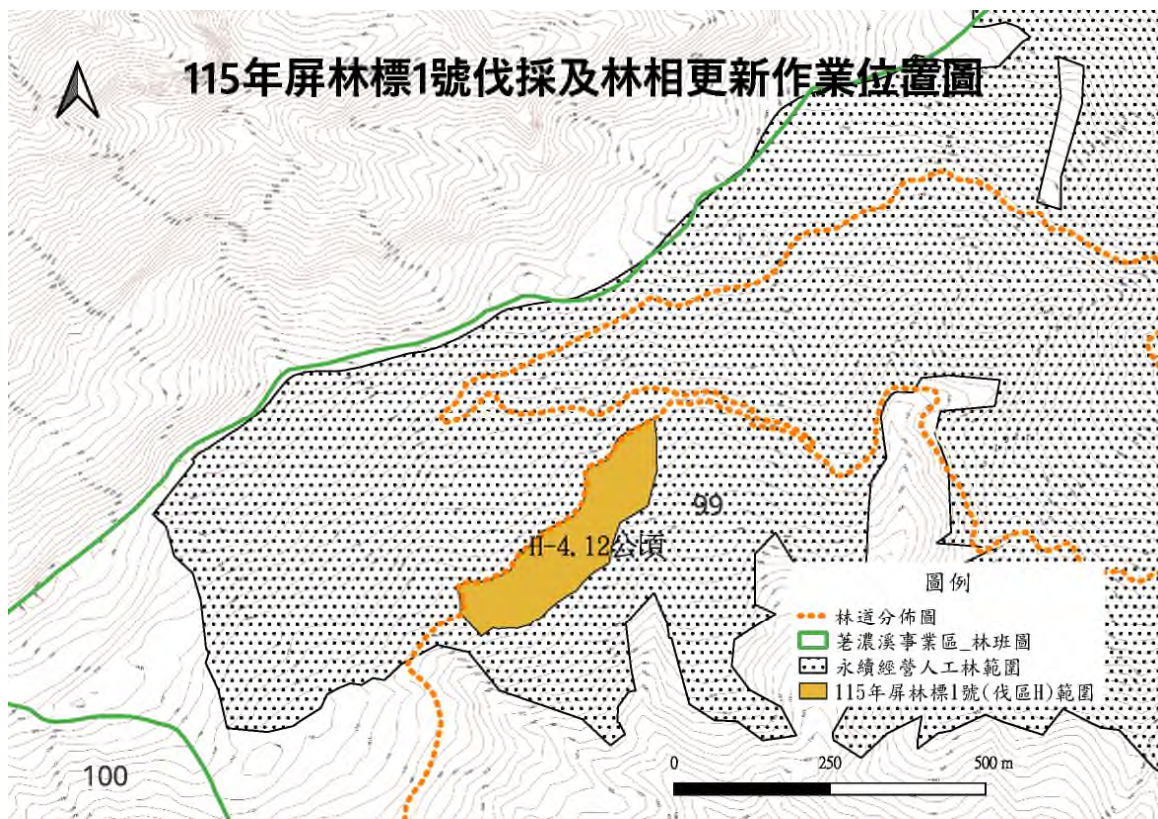 115年屏林標1號伐採及林相更新作業位置圖
99
H-4.12公頃
圖例
林道分佈圖
荖濃溪事業區_林班圖
永續經營人工林範圍
115年屏林標1號(伐區H)範圍
100
0 250 500 m